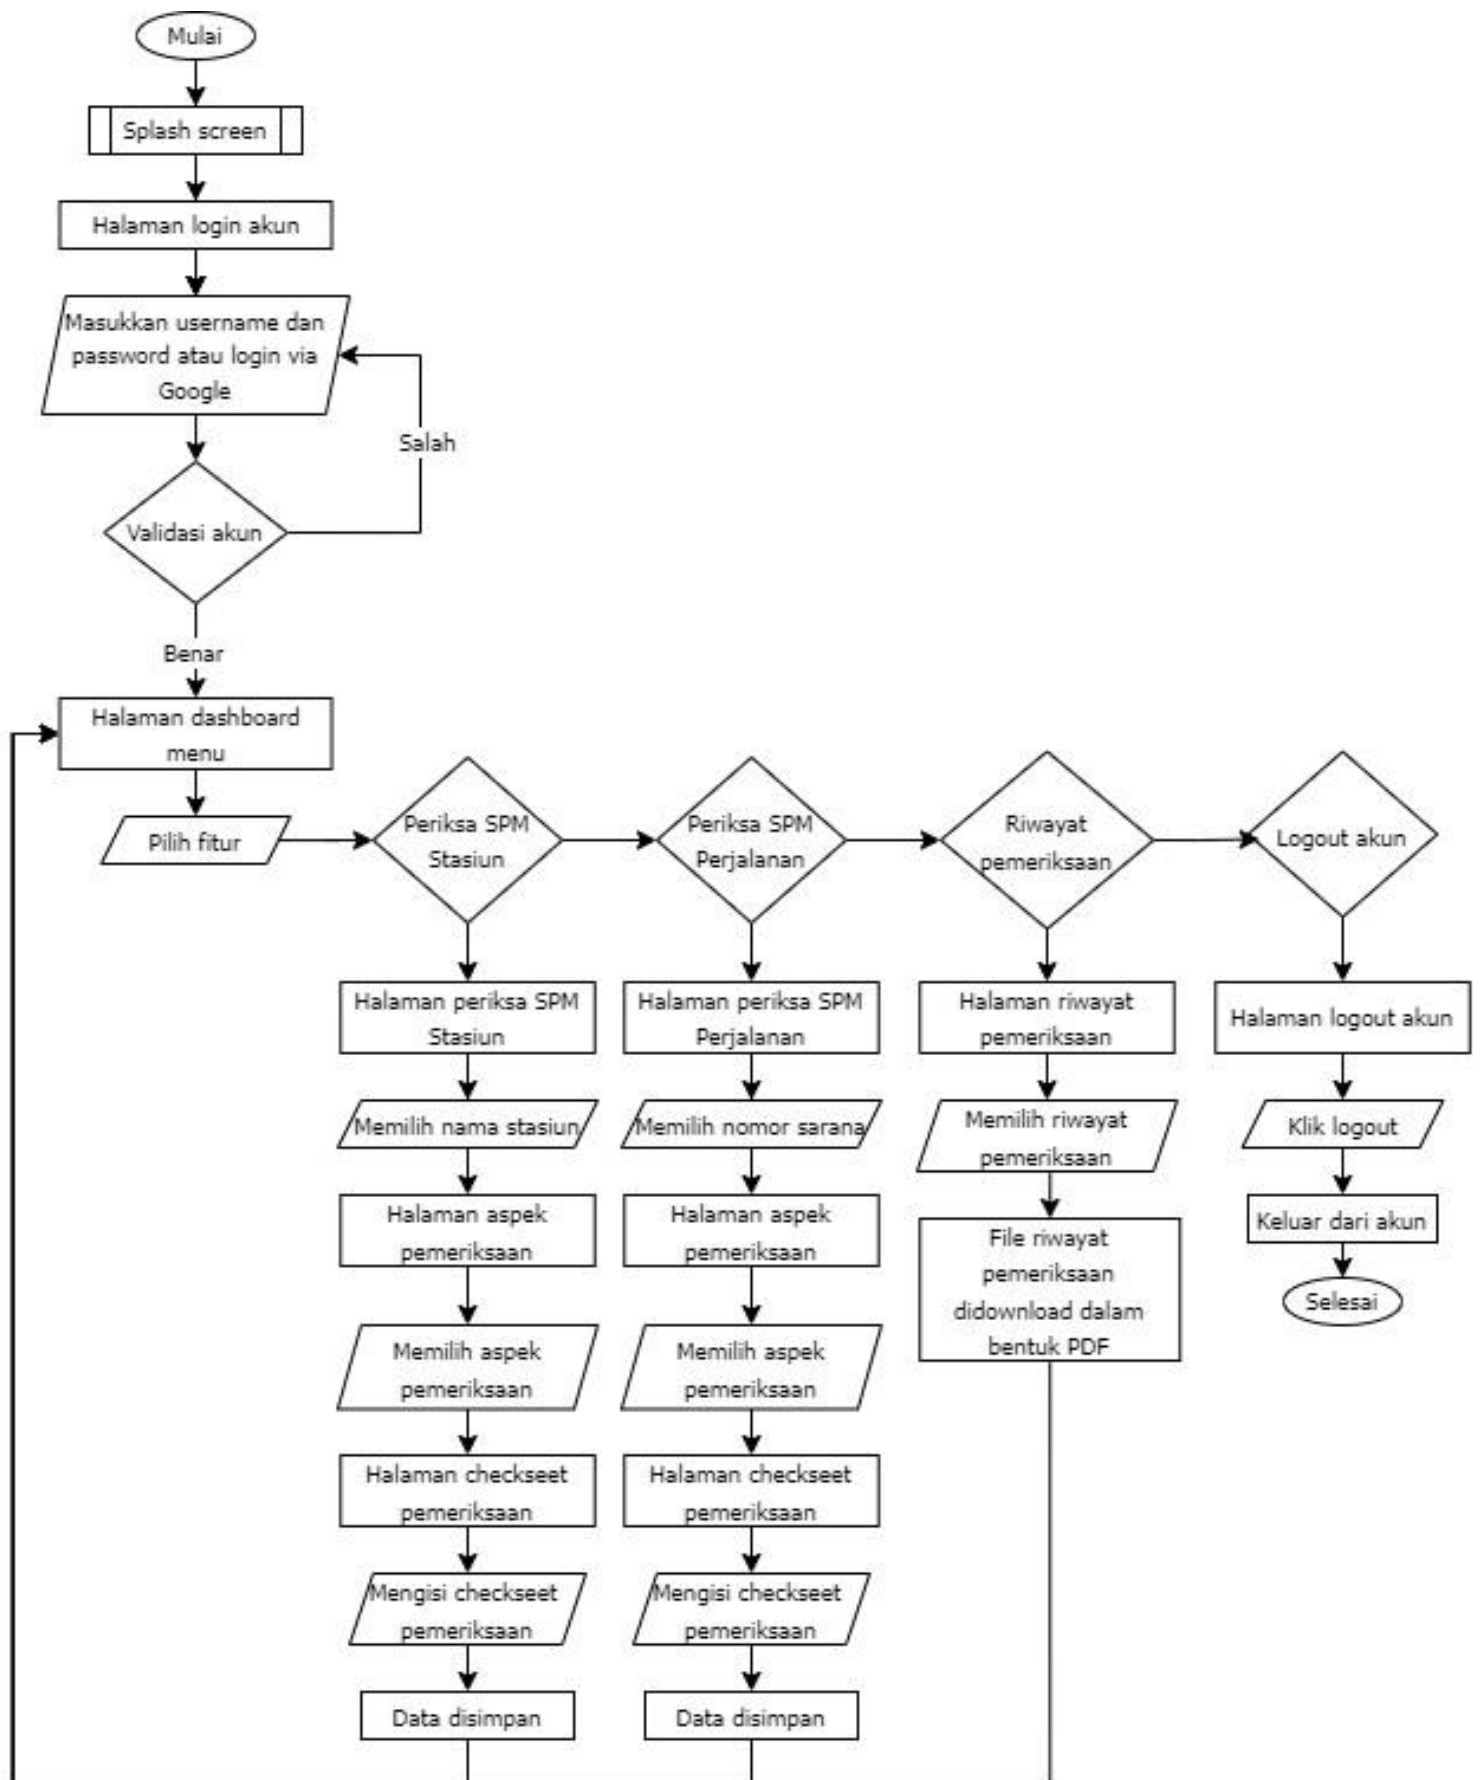 Mulai
Splash screen
Halaman login akun
Masukkan username dan
password atau login via
Google
Salah
Validasi akun
Benar
Halaman dashboard
menu
Pilih fitur
Periksa SPM
Stasiun
Periksa SPM
Perjalanan
Riwayat
pemeriksaan
Logout akun
Halaman periksa SPM
Stasiun
Memilih nama stasiun
Halaman aspek
pemeriksaan
Memilih aspek
pemeriksaan
Halaman checkseet
pemeriksaan
Mengisi checkseet
pemeriksaan
Data disimpan
Halaman periksa SPM
Perjalanan
Memilih nomor sarana
Halaman aspek
pemeriksaan
Memilih aspek
pemeriksaan
Halaman checkseet
pemeriksaan
Mengisi checkseet
pemeriksaan
Data disimpan
Halaman riwayat
pemeriksaan
Memilih riwayat
pemeriksaan
File riwayat
pemeriksaan
didownload dalam
bentuk PDF
Halaman logout akun
Klik logout
Keluar dari akun
Selesai